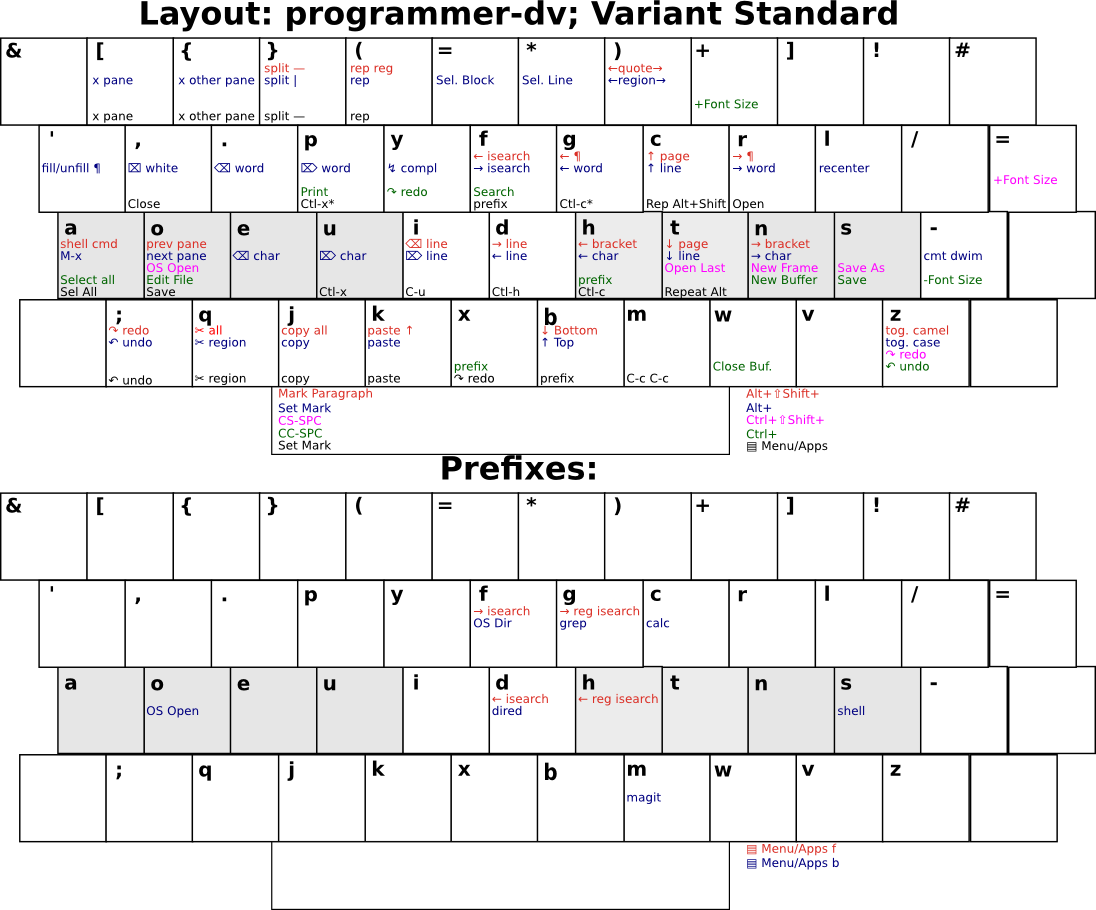 Layout: programmer-dv; Variant Standard
& [ { } ( = * ) + ] ! #
split — rep reg ←quote→
x pane x other pane split | rep Sel. Block Sel. Line ←region→
+Font Size
x pane x other pane split — rep
' , . p y f g c r l / =
← isearch ← ¶ ↑ page → ¶
fill/unfill ¶ ⌧ white ⌫ word ⌦ word ↯ compl → isearch ← word ↑ line → word recenter
+Font Size
Print ↷ redo Search
Close Ctl-x* prefix Ctl-c* Rep Alt+Shift Open
a o e u i d h t n s -
shell cmd prev pane ⌫ line → line ← bracket ↓ page → bracket
M-x next pane ⌫ char ⌦ char ⌦ line ← line ← char ↓ line → char cmt dwim
OS Open Open Last New Frame Save As
Select all Edit File prefix New Buffer Save -Font Size
Sel All Save Ctl-x C-u Ctl-h Ctl-c Repeat Alt
; q j k x b m w v z
↷ redo ✂ all copy all paste ↑ ↓ Bottom tog. camel
↶ undo ✂ region copy paste ↑ Top tog. case
↷ redo
prefix Close Buf. ↶ undo
↶ undo ✂ region copy paste ↷ redo prefix C-c C-c
Mark Paragraph Alt+⇧Shift+
Set Mark Alt+
CS-SPC Ctrl+⇧Shift+
CC-SPC Ctrl+
Set Mark ▤ Menu/Apps
Prefixes:
& [ { } ( = * ) + ] ! #
' , . p y f g c r l / =
→ isearch → reg isearch
OS Dir grep calc
a o e u i d h t n s -
← isearch ← reg isearch
OS Open dired shell
; q j k x b m w v z
magit
▤ Menu/Apps f
▤ Menu/Apps b